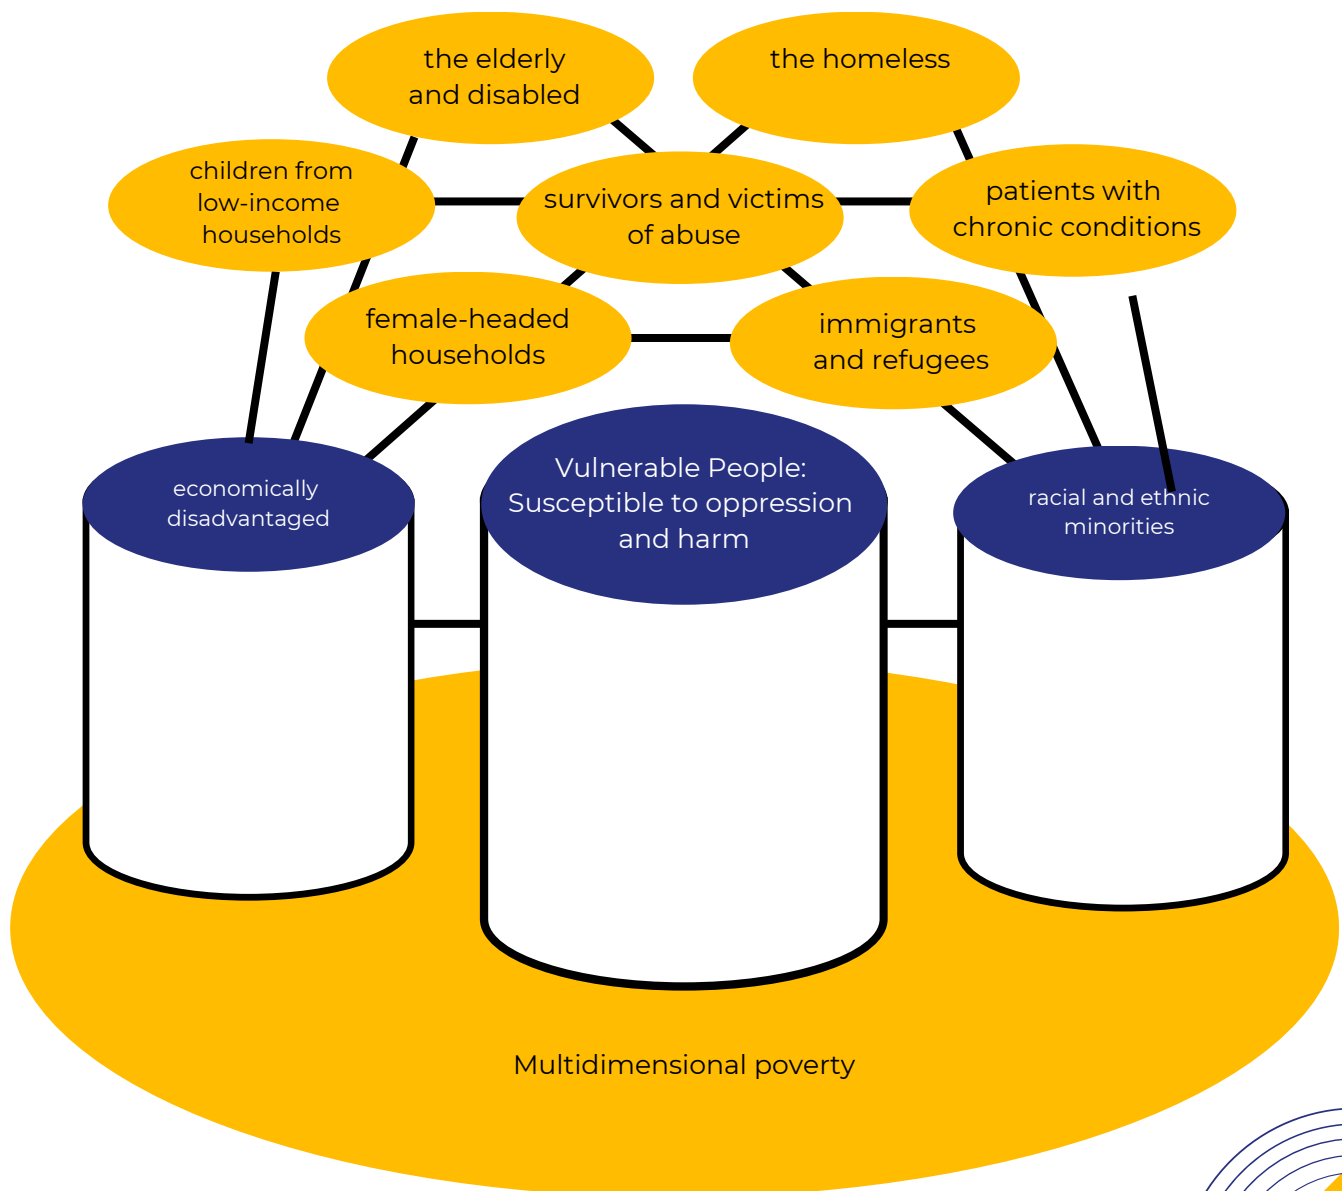 the elderly
and disabled
the homeless
children from
low-income
households
survivors and victims
of abuse
patients with
chronic conditions
female-headed
households
immigrants
and refugees
economically
disadvantaged
Vulnerable People:
Susceptible to oppression
and harm
racial and ethnic
minorities
Multidimensional poverty